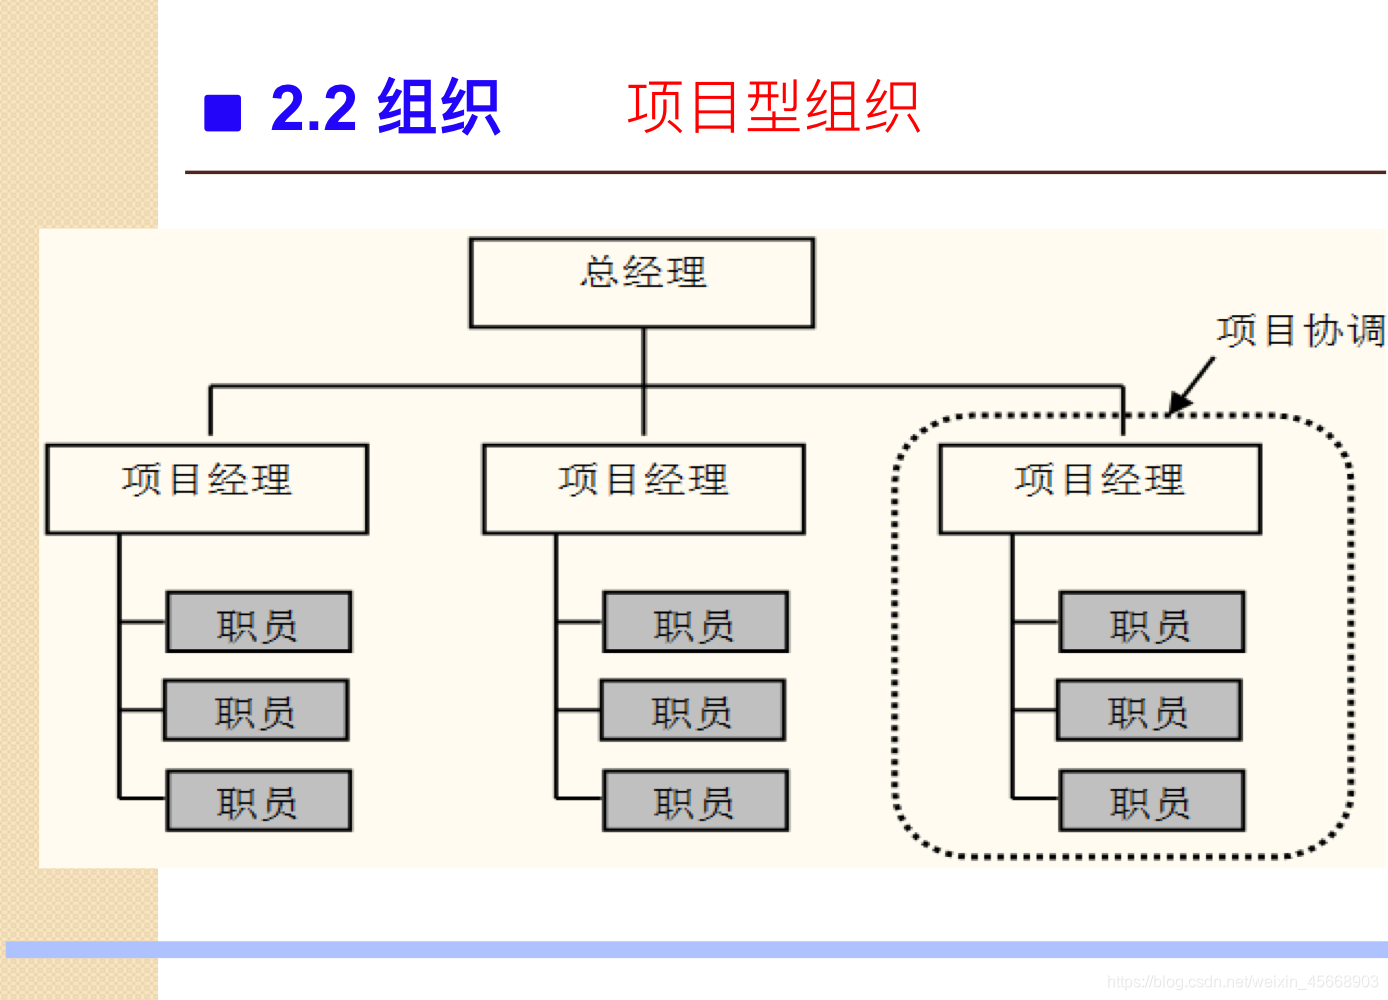 2.2 组织 项目型组织
总经理
项目协调
项目经理 项目经理 项目经理
职员 职员 职员
职员 职员 职员
职员 职员 职员
https://blog.csdn.net/weixin_45668903